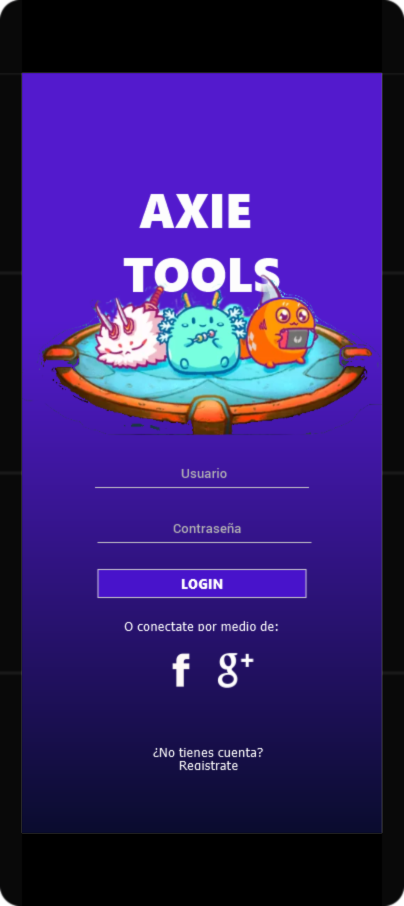 AXIE
TOOLS
Usuario
Contraseña
LOGIN
O conectate por medio de:
f g+
¿No tienes cuenta?
Registrate